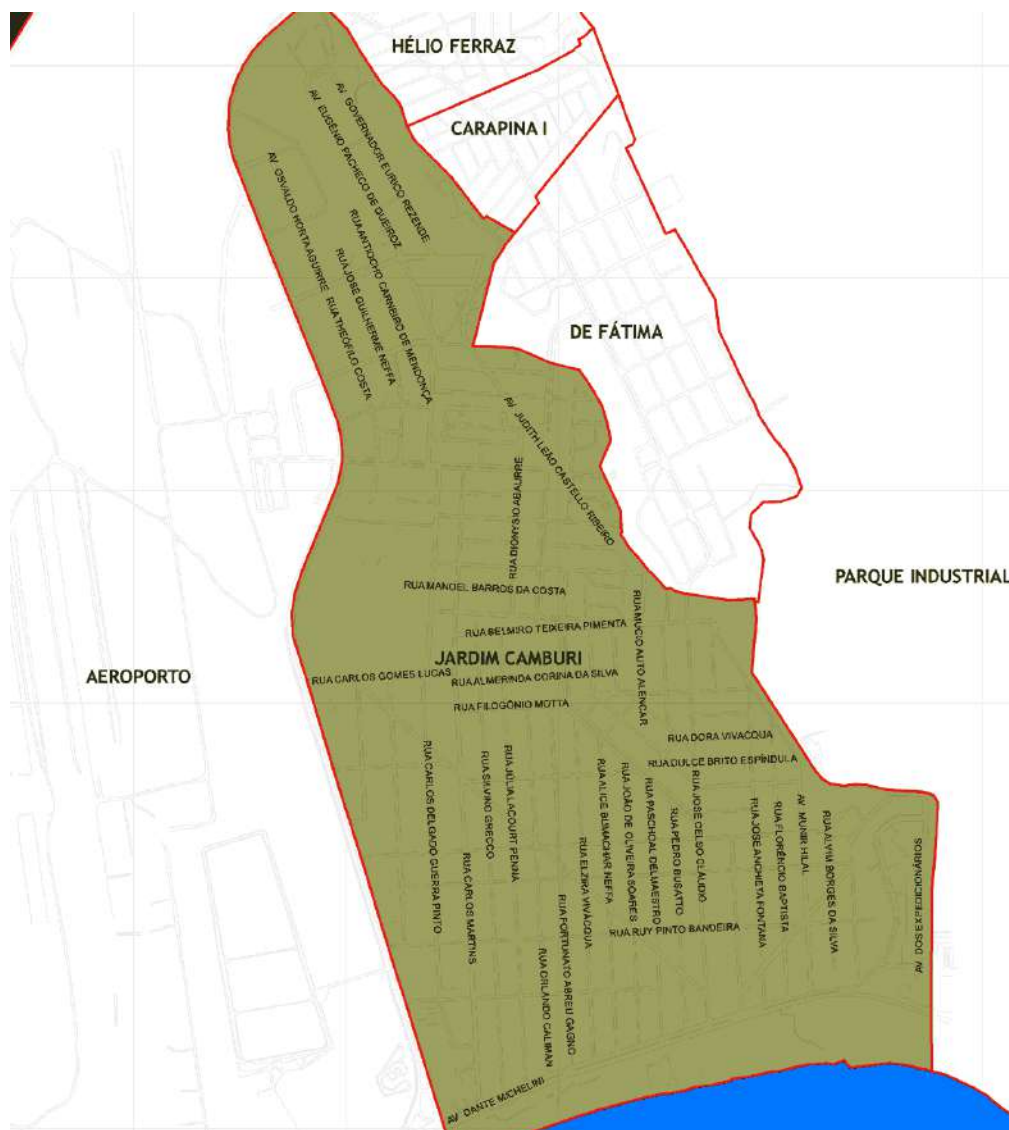 HÉLIO FERRAZ
CARAPINA I
AV GOVERNADOR EURICO REZENDE
AV EUGÊNIO PACHECO DE QUEIROZ
AV OSVALDO HORTA AGUIRRE
RUA ANTIOCHO CARNEIRO DE MENDONÇA
RUA JOSÉ GUILHERME NEFFA
RUA THEÓFILO COSTA
DE FÁTIMA
AV JUDITH LEÃO CASTELLO RIBEIRO
RUA DIONYSIO ABAURRE
RUA MANOEL BARROS DA COSTA
PARQUE INDUSTRIAL
RUA MUCIO AUTO ALENCAR
RUA BELMIRO TEIXEIRA PIMENTA
JARDIM CAMBURI
AEROPORTO
RUA CARLOS GOMES LUCAS
RUA ALMERINDA CORINA DA SILVA
RUA FILOGÔNIO MOTTA
RUA DORA VIVACQUA
RUA DULCE BRITO ESPÍNDULA
RUA CARLOS DELGADO GUERRA PINTO
RUA SILVINO GRECCO
RUA JÚLIA LACOURT PENNA
RUA ALICE BUMACHAR NEFFA
RUA JOÃO DE OLIVEIRA SOARES
RUA PASCHOAL DELMAESTRO
RUA PEDRO BUSATTO
RUA JOSÉ CELSO CLÁUDIO
RUA JOSÉ ANCHIETA FONTANA
RUA FLORÊNCIO BAPTISTA
AV MUNIR HILAL
RUA ALVIM BORGES DA SILVA
AV DOS EXPEDICIONÁRIOS
RUA CARLOS MARTINS
RUA ELZIRA VIVÁCQUA
RUA RUY PINTO BANDEIRA
RUA FORTUNATO ABREU GAGNO
RUA ORLANDO CALIMAN
AV DANTE MICHELINI